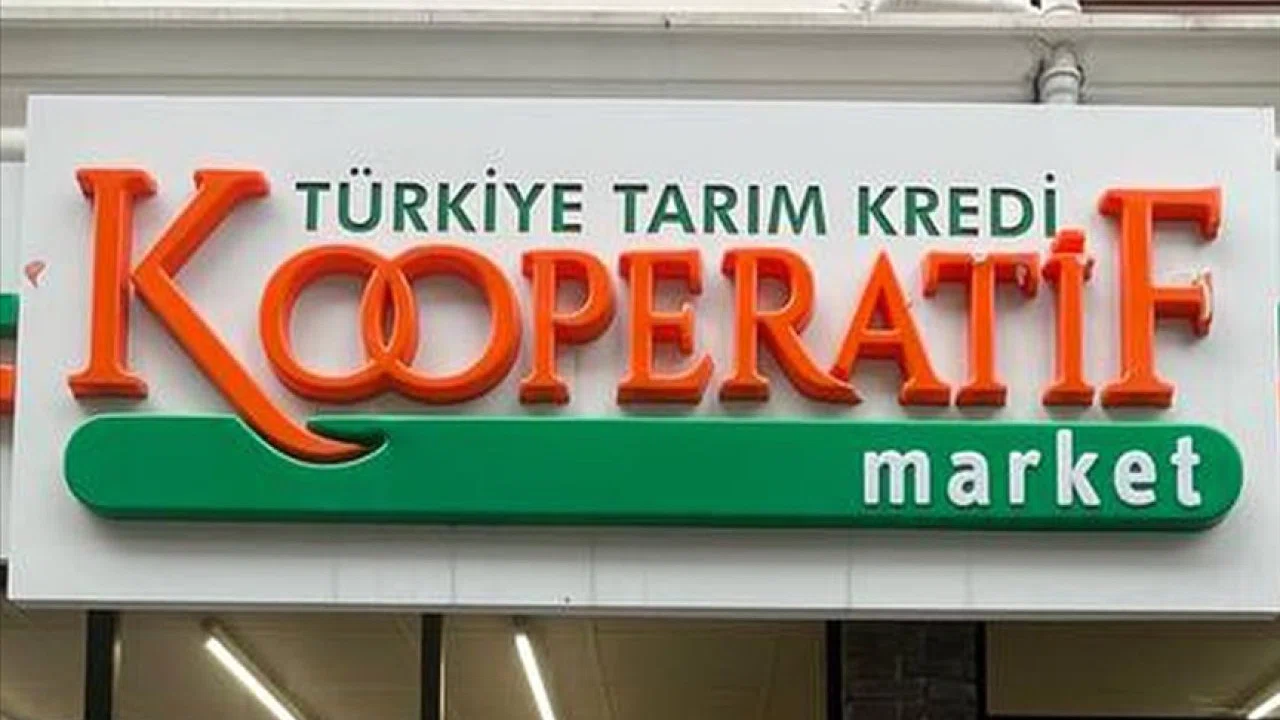 TÜRKİYE TARIM KREDİ
KOOPERATİF
market